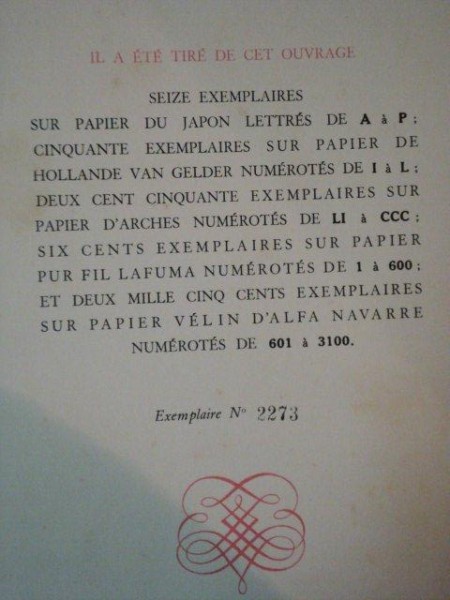 IL A ÉTÉ TIRÉ DE CET OUVRAGE
SEIZE EXEMPLAIRES
SUR PAPIER DU JAPON LETTRÉS DE A à P;
CINQUANTE EXEMPLAIRES SUR PAPIER DE
HOLLANDE VAN GELDER NUMÉROTÉS DE I à L;
DEUX CENT CINQUANTE EXEMPLAIRES SUR
PAPIER D'ARCHES NUMÉROTÉS DE LI à CCC;
SIX CENTS EXEMPLAIRES SUR PAPIER
PUR FIL LAFUMA NUMÉROTÉS DE 1 à 600;
ET DEUX MILLE CINQ CENTS EXEMPLAIRES
SUR PAPIER VÉLIN D'ALFA NAVARRE
NUMÉROTÉS DE 601 à 3100.
Exemplaire N° 2273